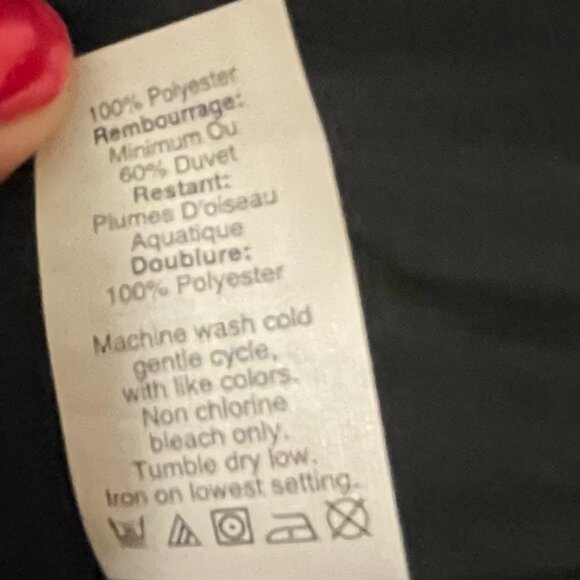 100% Polyester
Rembourrage:
Minimum Ou
60% Duvet
Restant:
Plumes D'oiseau
Aquatique
Doublure:
100% Polyester
Machine wash cold
gentle cycle,
with like colors.
Non chlorine
bleach only.
Tumble dry low.
Iron on lowest setting.